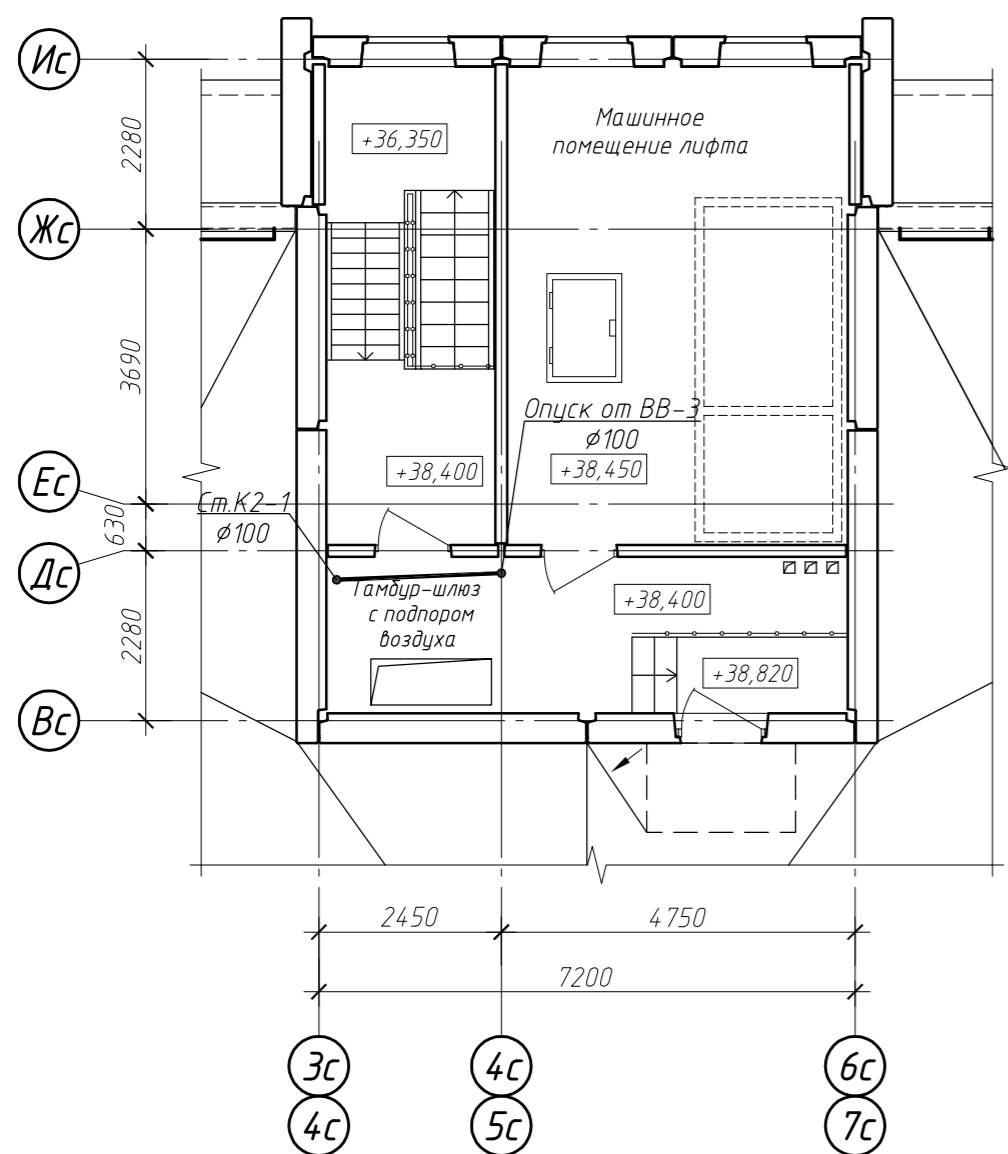 Ис
2280
+36,350
Машинное
помещение лифта
Жс
3690
Опуск от ВВ-3
ϕ100
+38,400
+38,450
Ес
Ст.К2-1
ϕ100
630
Дс
Тамбур-шлюз
с подпором
воздуха
+38,400
2280
+38,820
Вс
2450
4750
7200
3с
4с
6с
4с
5с
7с